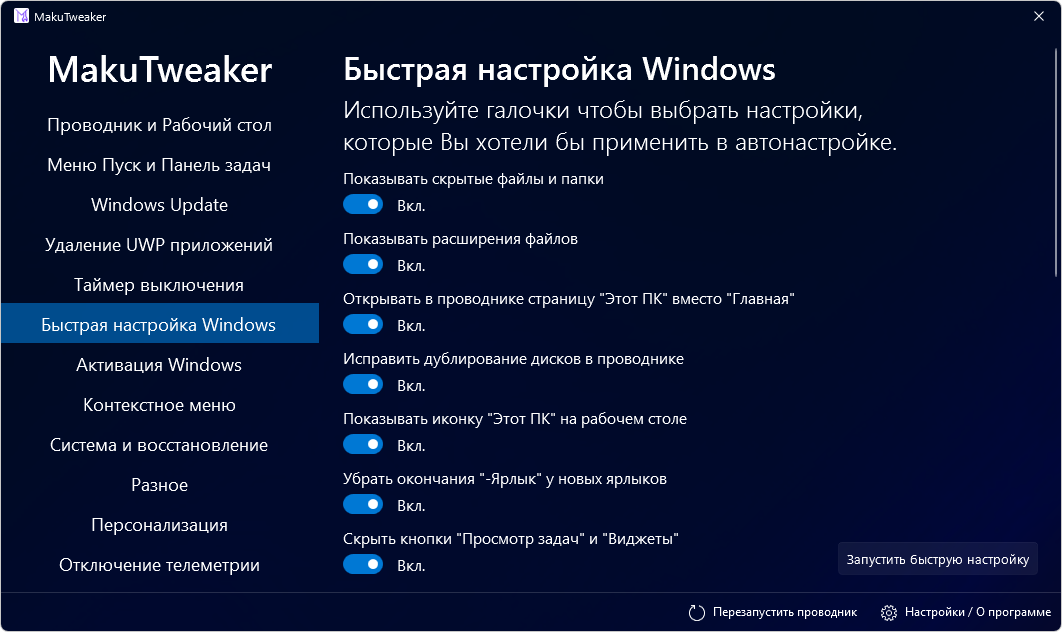 MakuTweaker
MakuTweaker
Проводник и Рабочий стол
Меню Пуск и Панель задач
Windows Update
Удаление UWP приложений
Таймер выключения
Быстрая настройка Windows
Активация Windows
Контекстное меню
Система и восстановление
Разное
Персонализация
Отключение телеметрии
Быстрая настройка Windows
Используйте галочки чтобы выбрать настройки,
которые Вы хотели бы применить в автонастройке.
Показывать скрытые файлы и папки
Вкл.
Показывать расширения файлов
Вкл.
Открывать в проводнике страницу "Этот ПК" вместо "Главная"
Вкл.
Исправить дублирование дисков в проводнике
Вкл.
Показывать иконку "Этот ПК" на рабочем столе
Вкл.
Убрать окончания "-Ярлык" у новых ярлыков
Вкл.
Скрыть кнопки "Просмотр задач" и "Виджеты"
Вкл.
Запустить быструю настройку
Перезапустить проводник
Настройки / О программе